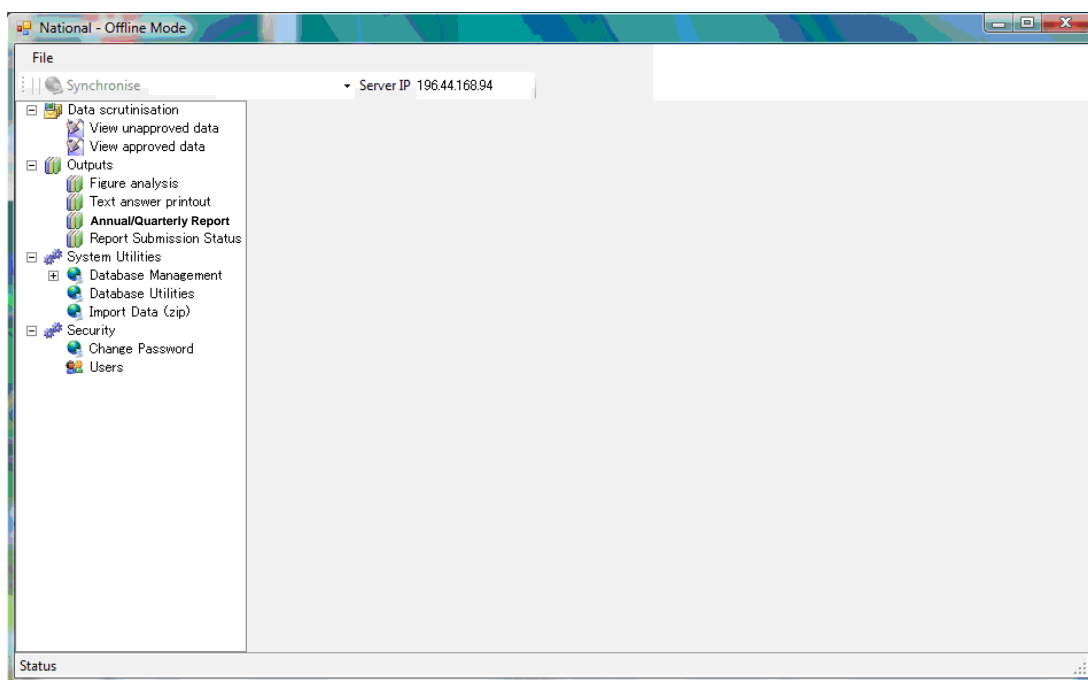 National - Offline Mode
File
Synchronise Server IP 196.44.168.94
Data scrutinisation
View unapproved data
View approved data
Outputs
Figure analysis
Text answer printout
Annual/Quarterly Report
Report Submission Status
System Utilities
Database Management
Database Utilities
Import Data (zip)
Security
Change Password
Users
Status